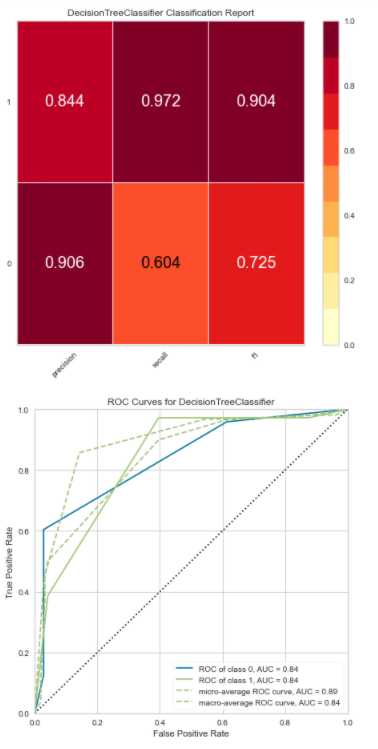 DecisionTreeClassifier Classification Report
1.0
1 0.844 0.972 0.904
0.8
0.6
0.4
0 0.906 0.604 0.725
0.2
0.0
precision recall f1
ROC Curves for DecisionTreeClassifier
1.0
0.8
0.6
True Positive Rate
0.4
0.2
ROC of class 0, AUC = 0.84
ROC of class 1, AUC = 0.84
micro-average ROC curve, AUC = 0.89
macro-average ROC curve, AUC = 0.84
0.0
0.0 0.2 0.4 0.6 0.8 1.0
False Positive Rate